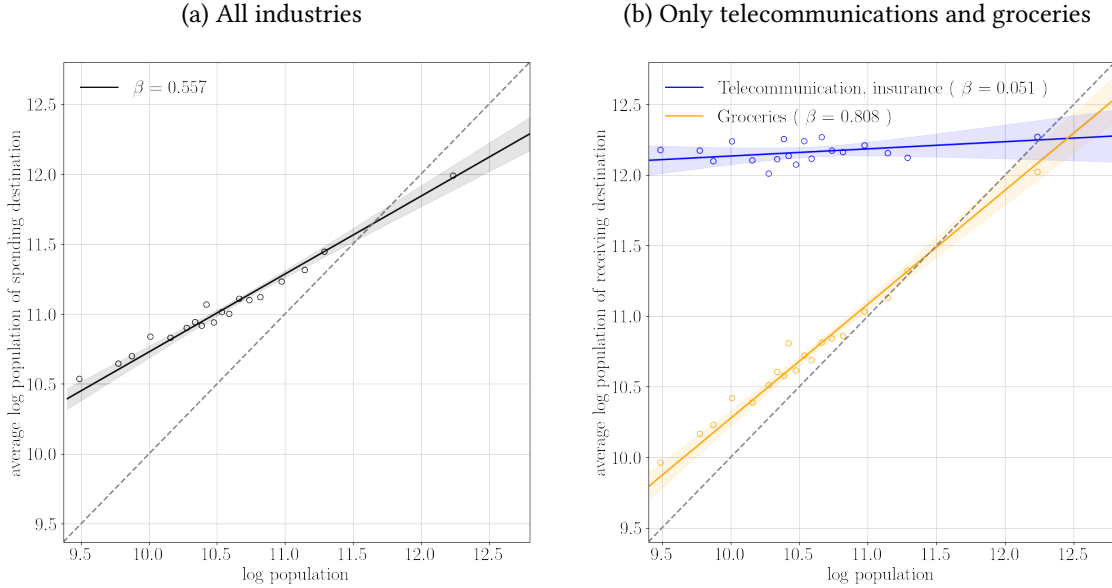 (a) All industries
β = 0.557
12.5
12.0
11.5
11.0
10.5
10.0
9.5
average log population of spending destination
9.5 10.0 10.5 11.0 11.5 12.0 12.5
log population
(b) Only telecommunications and groceries
Telecommunication, insurance ( β = 0.051 )
Groceries ( β = 0.808 )
12.5
12.0
11.5
11.0
10.5
10.0
9.5
average log population of receiving destination
9.5 10.0 10.5 11.0 11.5 12.0 12.5
log population